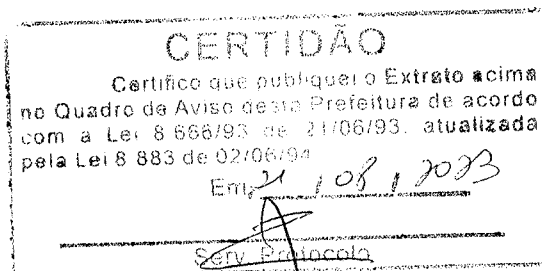 CERTIDÃO
Certifico que publiquei o Extrato acima
no Quadro de Aviso desta Prefeitura de acordo
com a Lei 8 666/93 de 21/06/93, atualizada
pela Lei 8 883 de 02/06/94
Em, 21 / 08 / 2023
Serv. Protocolo